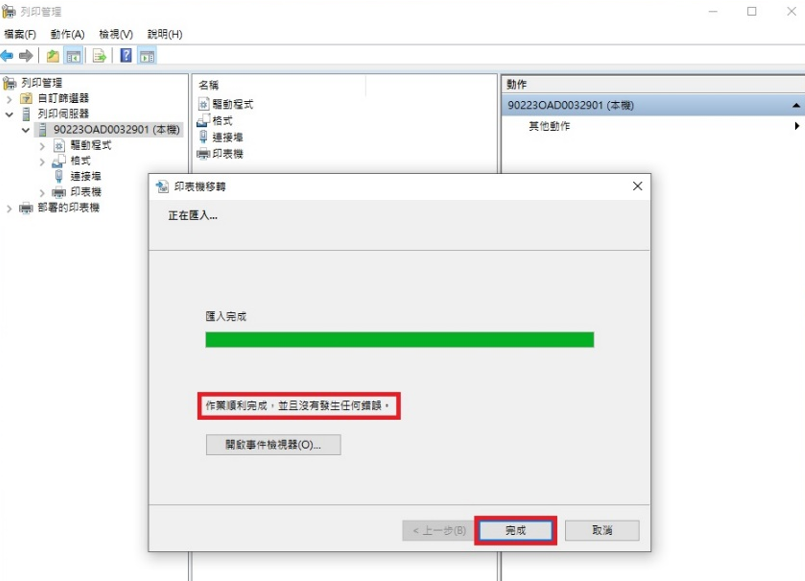 列印管理
檔案(F) 動作(A) 檢視(V) 說明(H)
列印管理
自訂篩選器
列印伺服器
90223OAD0032901 (本機)
驅動程式
格式
連接埠
印表機
部署的印表機
名稱
驅動程式
格式
連接埠
印表機
動作
90223OAD0032901 (本機)
其他動作
印表機移轉
正在匯入...
匯入完成
作業順利完成，並且沒有發生任何錯誤。
開啟事件檢視器(O)...
< 上一步(B)
完成
取消